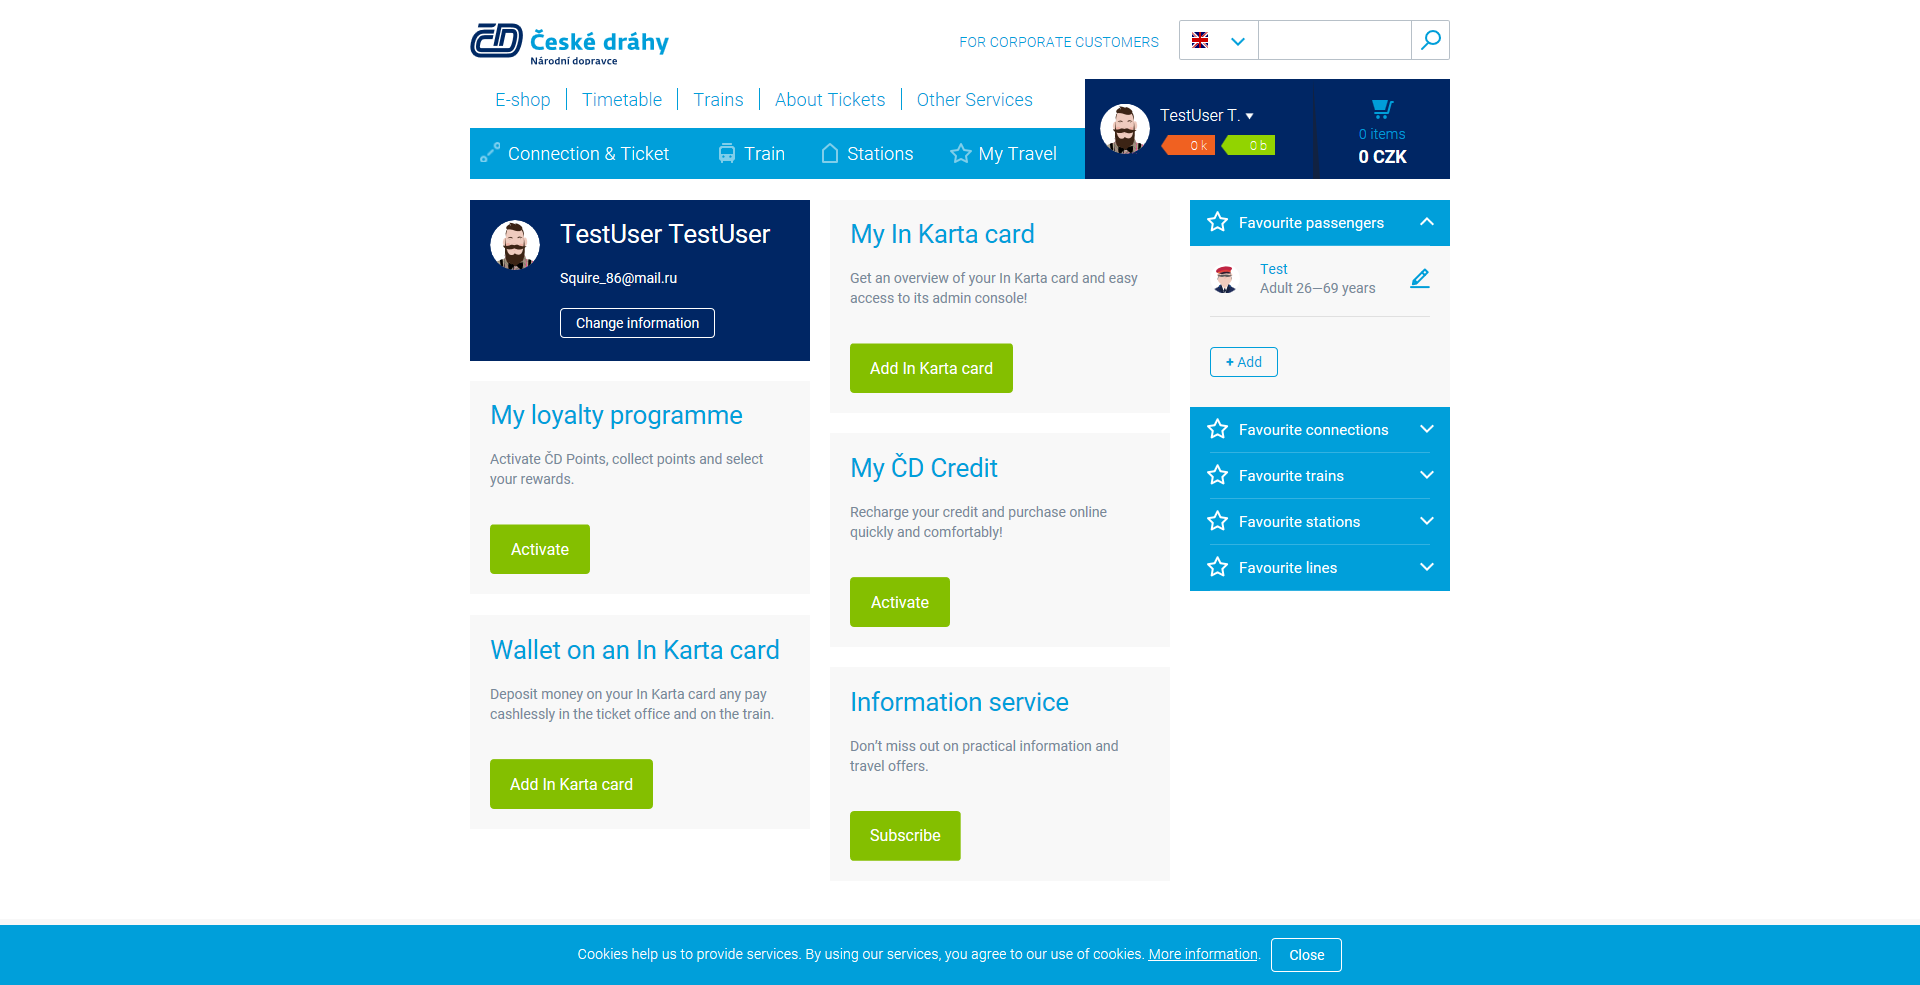 České dráhy
Národní dopravce
FOR CORPORATE CUSTOMERS
E-shop
Timetable
Trains
About Tickets
Other Services
Connection & Ticket
Train
Stations
My Travel
TestUser T.
0 k
0 b
0 items
0 CZK
TestUser TestUser
Squire_86@mail.ru
Change information
My loyalty programme
Activate ČD Points, collect points and select
your rewards.
Activate
Wallet on an In Karta card
Deposit money on your In Karta card any pay
cashlessly in the ticket office and on the train.
Add In Karta card
My In Karta card
Get an overview of your In Karta card and easy
access to its admin console!
Add In Karta card
My ČD Credit
Recharge your credit and purchase online
quickly and comfortably!
Activate
Information service
Don’t miss out on practical information and
travel offers.
Subscribe
Favourite passengers
Test
Adult 26—69 years
+ Add
Favourite connections
Favourite trains
Favourite stations
Favourite lines
Cookies help us to provide services. By using our services, you agree to our use of cookies. More information.
Close